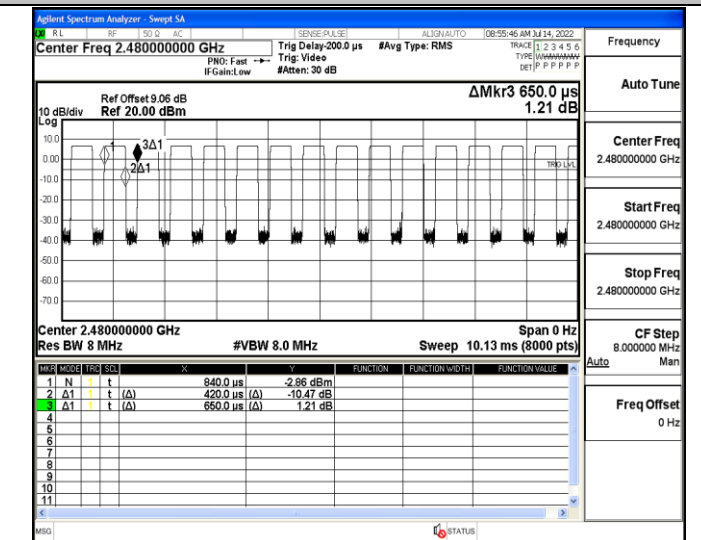 Agilent Spectrum Analyzer - Swept SA
RL RF 50 Ω AC SENSE:PULSE ALIGNAUTO 08:55:46 AM Jul 14, 2022
Center Freq 2.480000000 GHz Trig Delay-200.0 µs #Avg Type: RMS TRACE 1 2 3 4 5 6
PNO: Fast Trig: Video TYPE
IFGain:Low #Atten: 30 dB DET P P P P P P
Frequency
Auto Tune
Center Freq
2.480000000 GHz
Start Freq
2.480000000 GHz
Stop Freq
2.480000000 GHz
CF Step
8.000000 MHz
Auto Man
Freq Offset
0 Hz
ΔMkr3 650.0 µs
1.21 dB
Ref Offset 9.06 dB
10 dB/div Ref 20.00 dBm
Log
10.0
0.00
-10.0
-20.0
-30.0
-40.0
-50.0
-60.0
-70.0
1
3Δ1
2Δ1
TRIG LVL
Center 2.480000000 GHz Span 0 Hz
Res BW 8 MHz #VBW 8.0 MHz Sweep 10.13 ms (8000 pts)
MKR MODE TRC SCL X Y FUNCTION FUNCTION WIDTH FUNCTION VALUE
1 N 1 t 840.0 µs -2.86 dBm
2 Δ1 1 t (Δ) 420.0 µs (Δ) -10.47 dB
3 Δ1 1 t (Δ) 650.0 µs (Δ) 1.21 dB
4
5
6
7
8
9
10
11
MSG STATUS